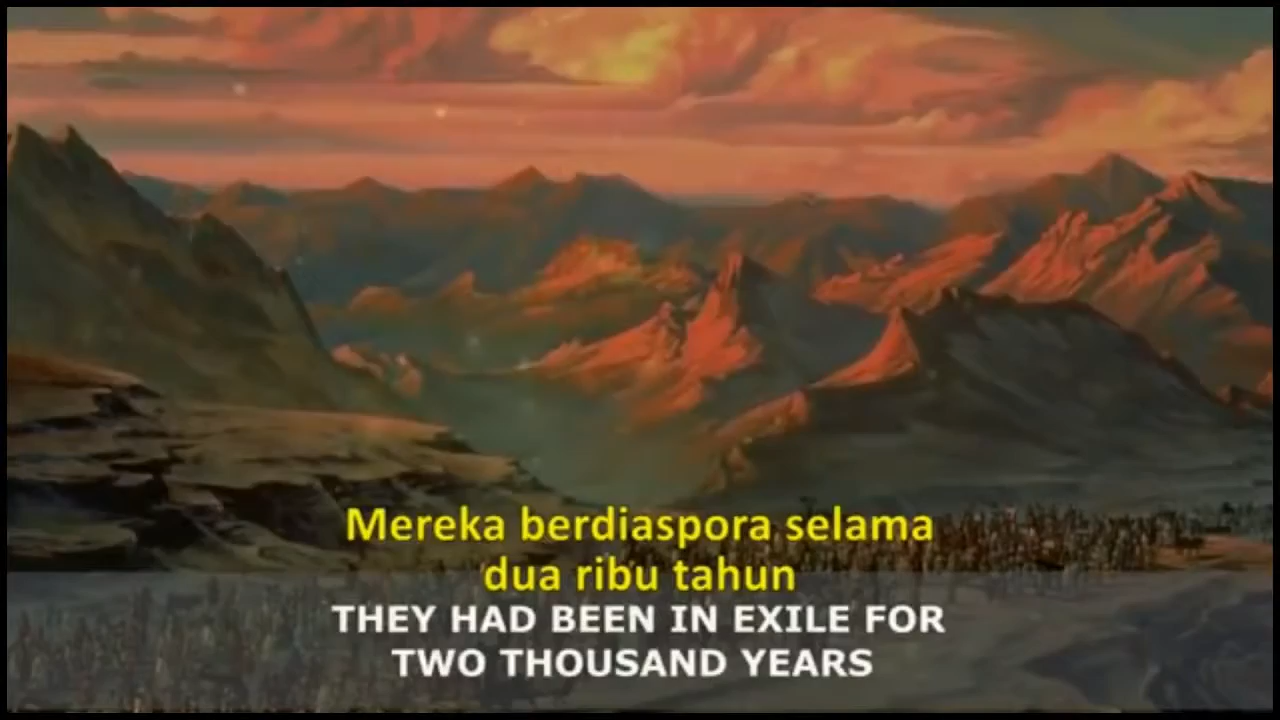 Mereka berdiaspora selama
dua ribu tahun
THEY HAD BEEN IN EXILE FOR
TWO THOUSAND YEARS